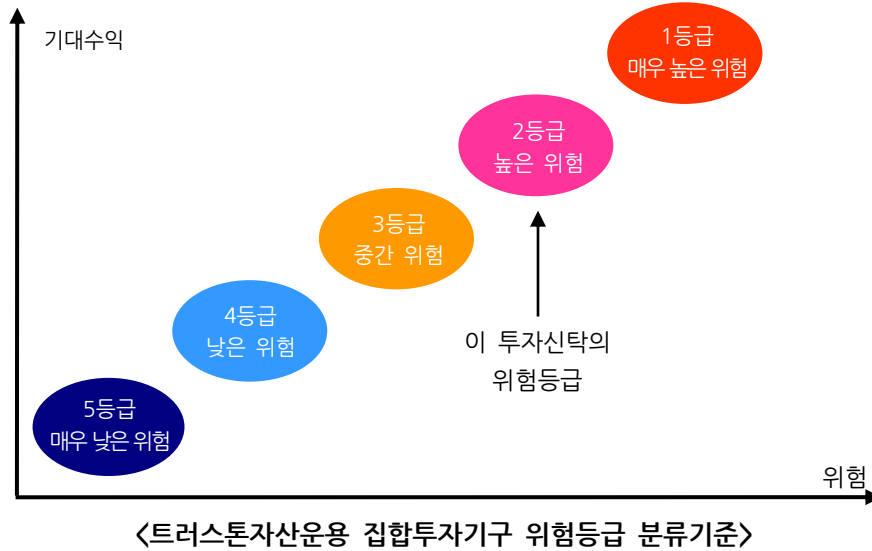 기대수익
1등급
매우 높은 위험
2등급
높은 위험
3등급
중간 위험
4등급
낮은 위험
이 투자신탁의
위험등급
5등급
매우 낮은 위험
위험
<트러스톤자산운용 집합투자기구 위험등급 분류기준>